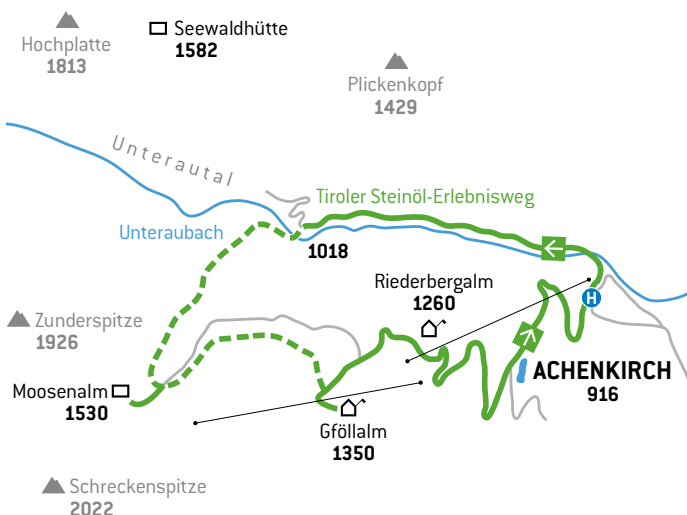 Hochplatte
1813
Seewaldhütte
1582
Plickenkopf
1429
Unterautal
Tiroler Steinöl-Erlebnisweg
Unteraubach
1018
Riederbergalm
1260
H
Zunderspitze
1926
ACHENKIRCH
916
Moosenalm
1530
Gföllalm
1350
Schreckenspitze
2022